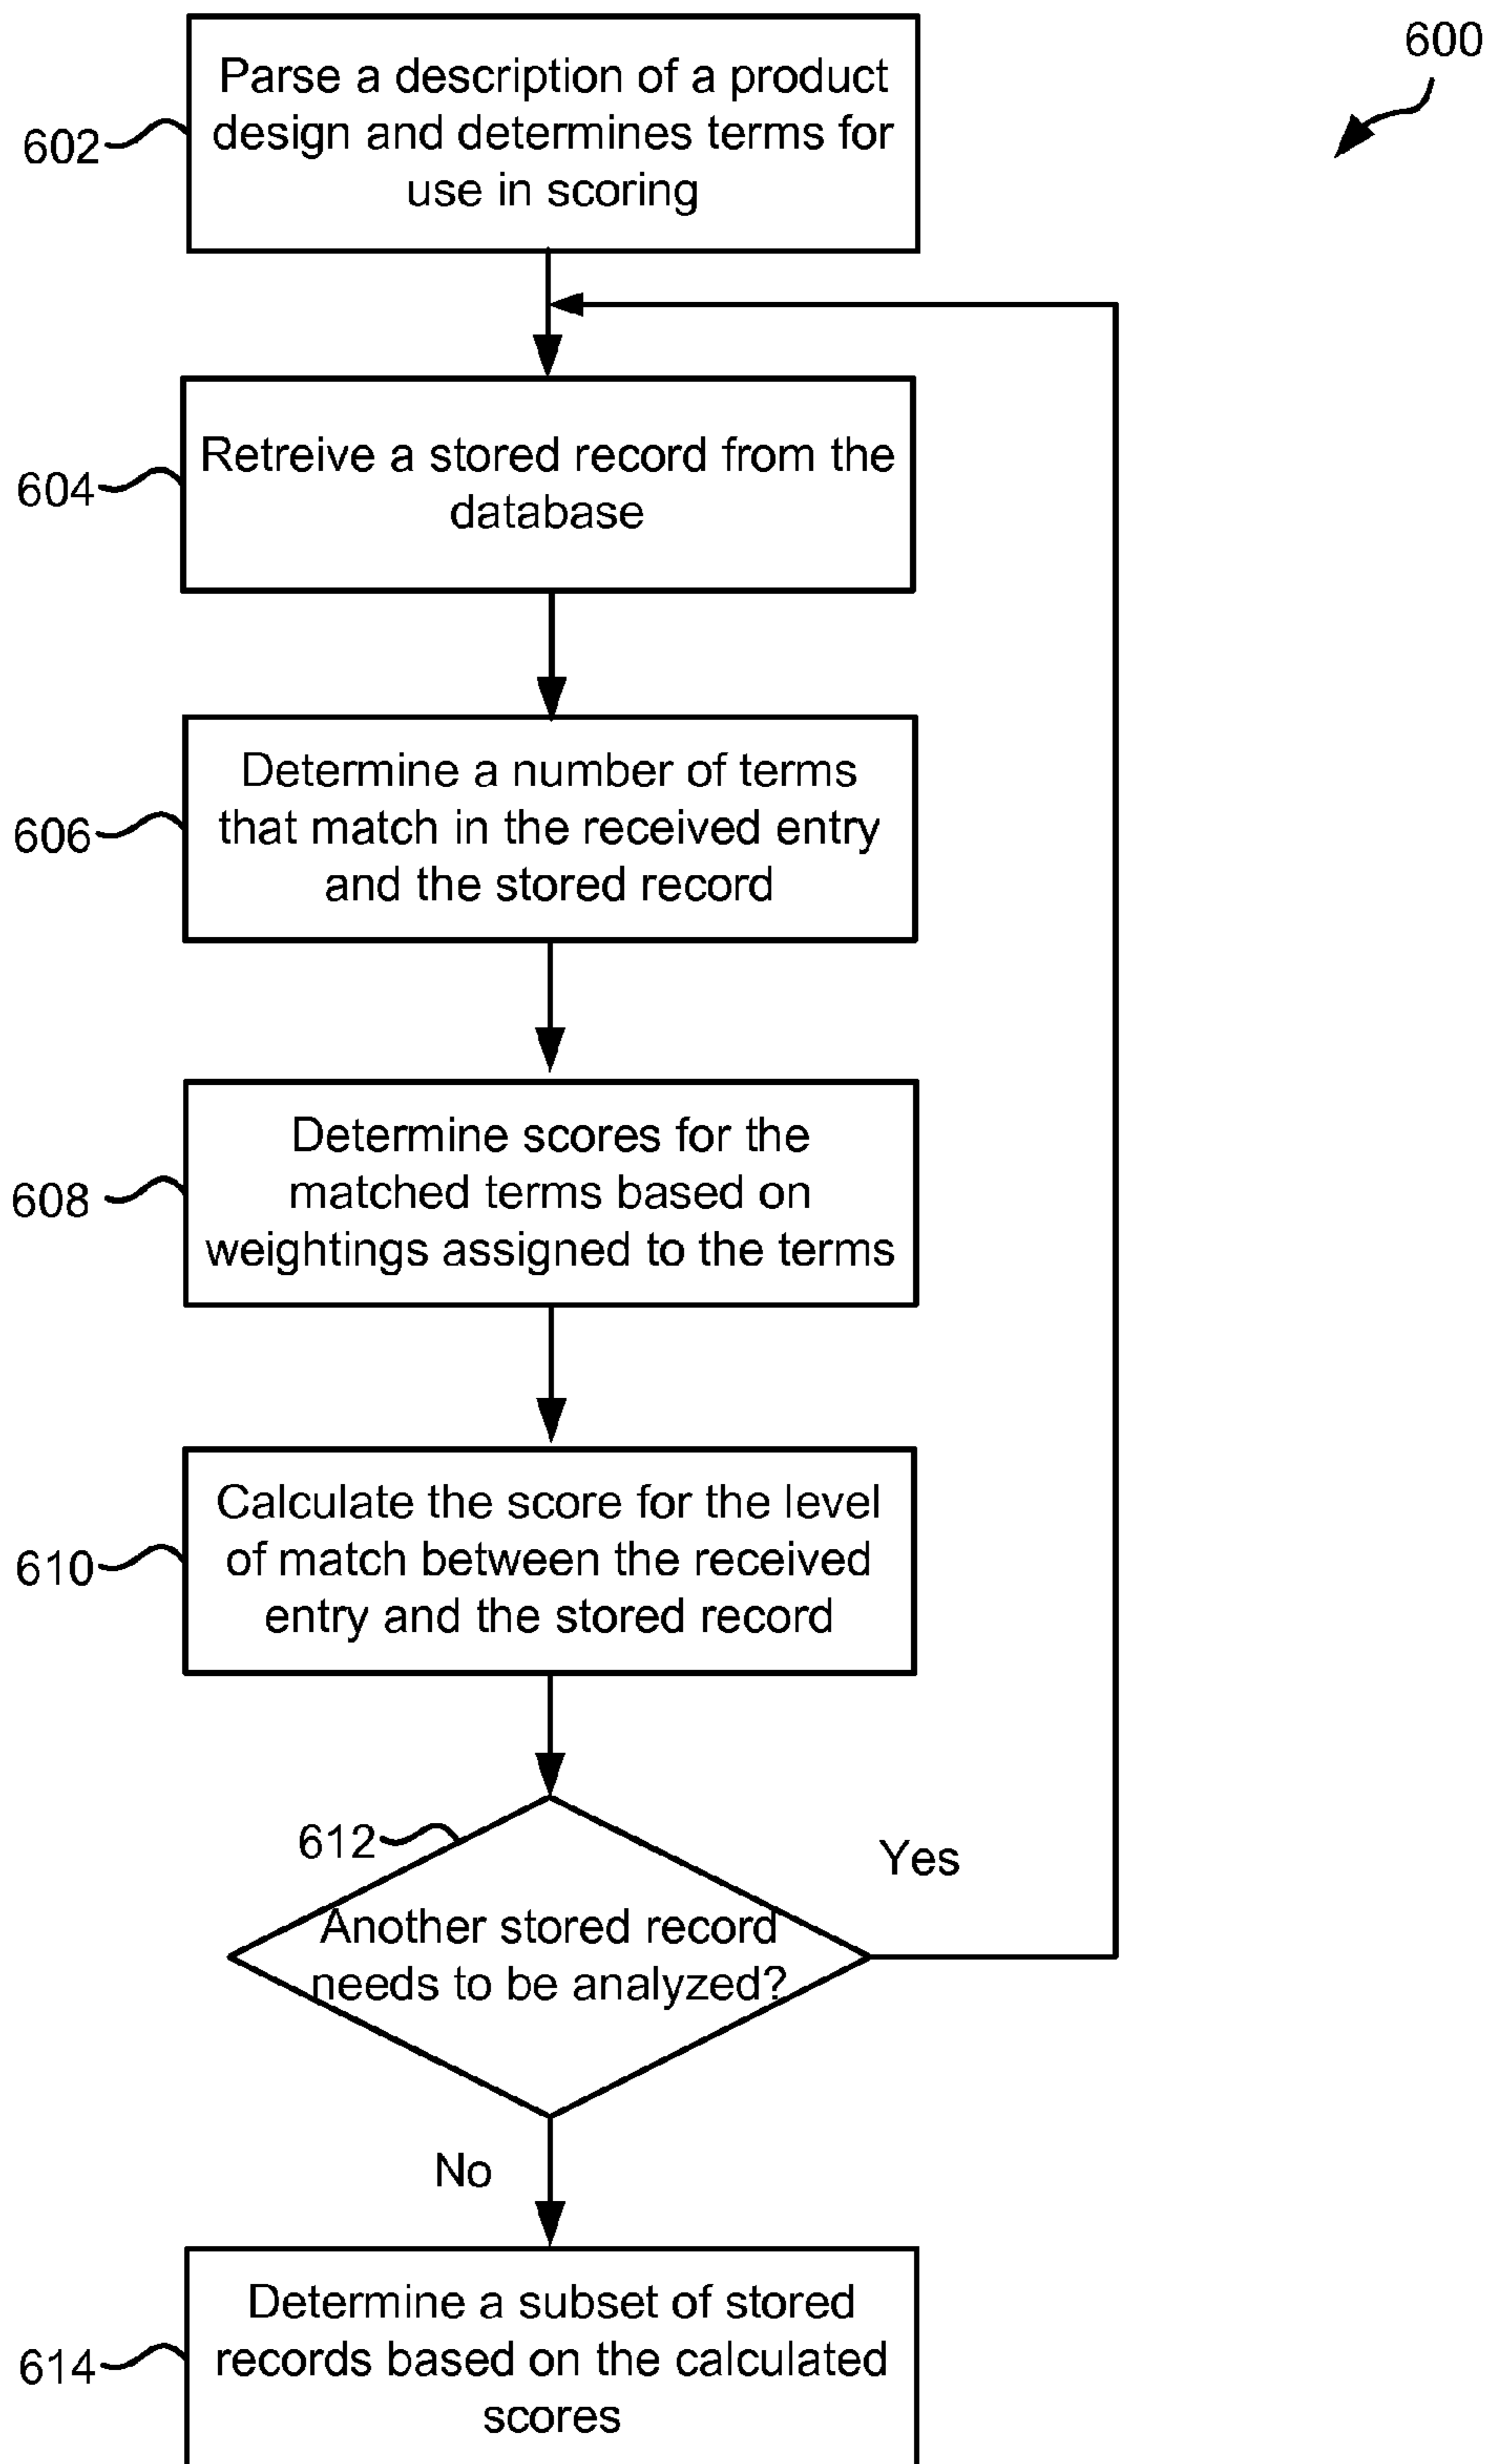 600
Parse a description of a product
design and determines terms for
use in scoring
602
Retreive a stored record from the
database
604
Determine a number of terms
that match in the received entry
and the stored record
606
Determine scores for the
matched terms based on
weightings assigned to the terms
608
Calculate the score for the level
of match between the received
entry and the stored record
610
612
Yes
Another stored record
needs to be analyzed?
No
Determine a subset of stored
records based on the calculated
scores
614